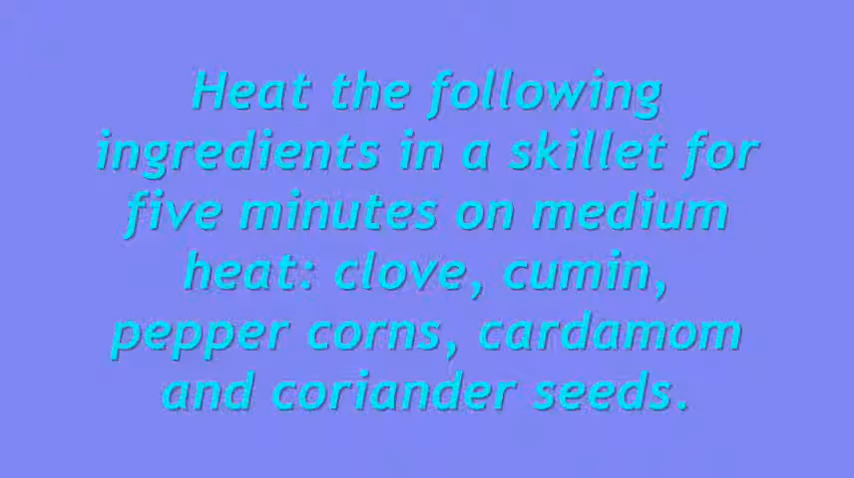 Heat the following
ingredients in a skillet for
five minutes on medium
heat: clove, cumin,
pepper corns, cardamom
and coriander seeds.